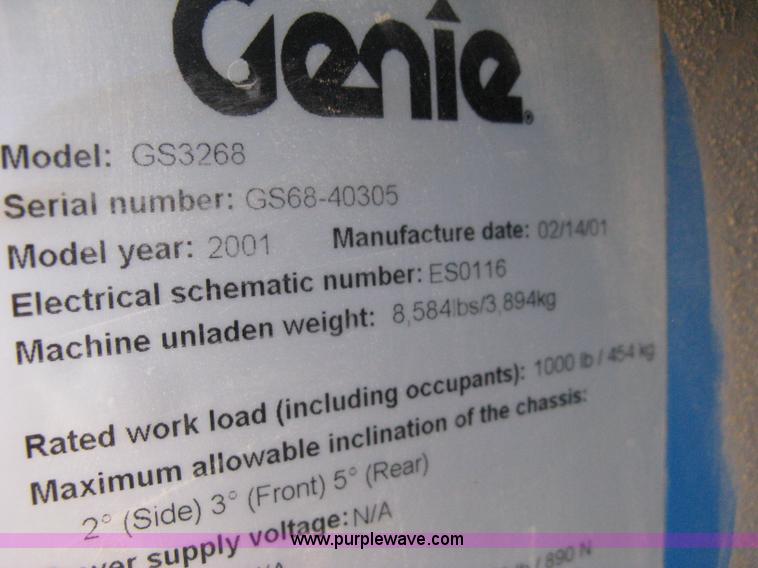 Genie
Model: GS3268
Serial number: GS68-40305
Model year: 2001 Manufacture date: 02/14/01
Electrical schematic number: ES0116
Machine unladen weight: 8,584lbs/3,894kg
Rated work load (including occupants): 1000 lb / 454 kg
Maximum allowable inclination of the chassis:
2° (Side) 3° (Front) 5° (Rear)
supply voltage: N/A
www.purplewave.com
/ 890 N